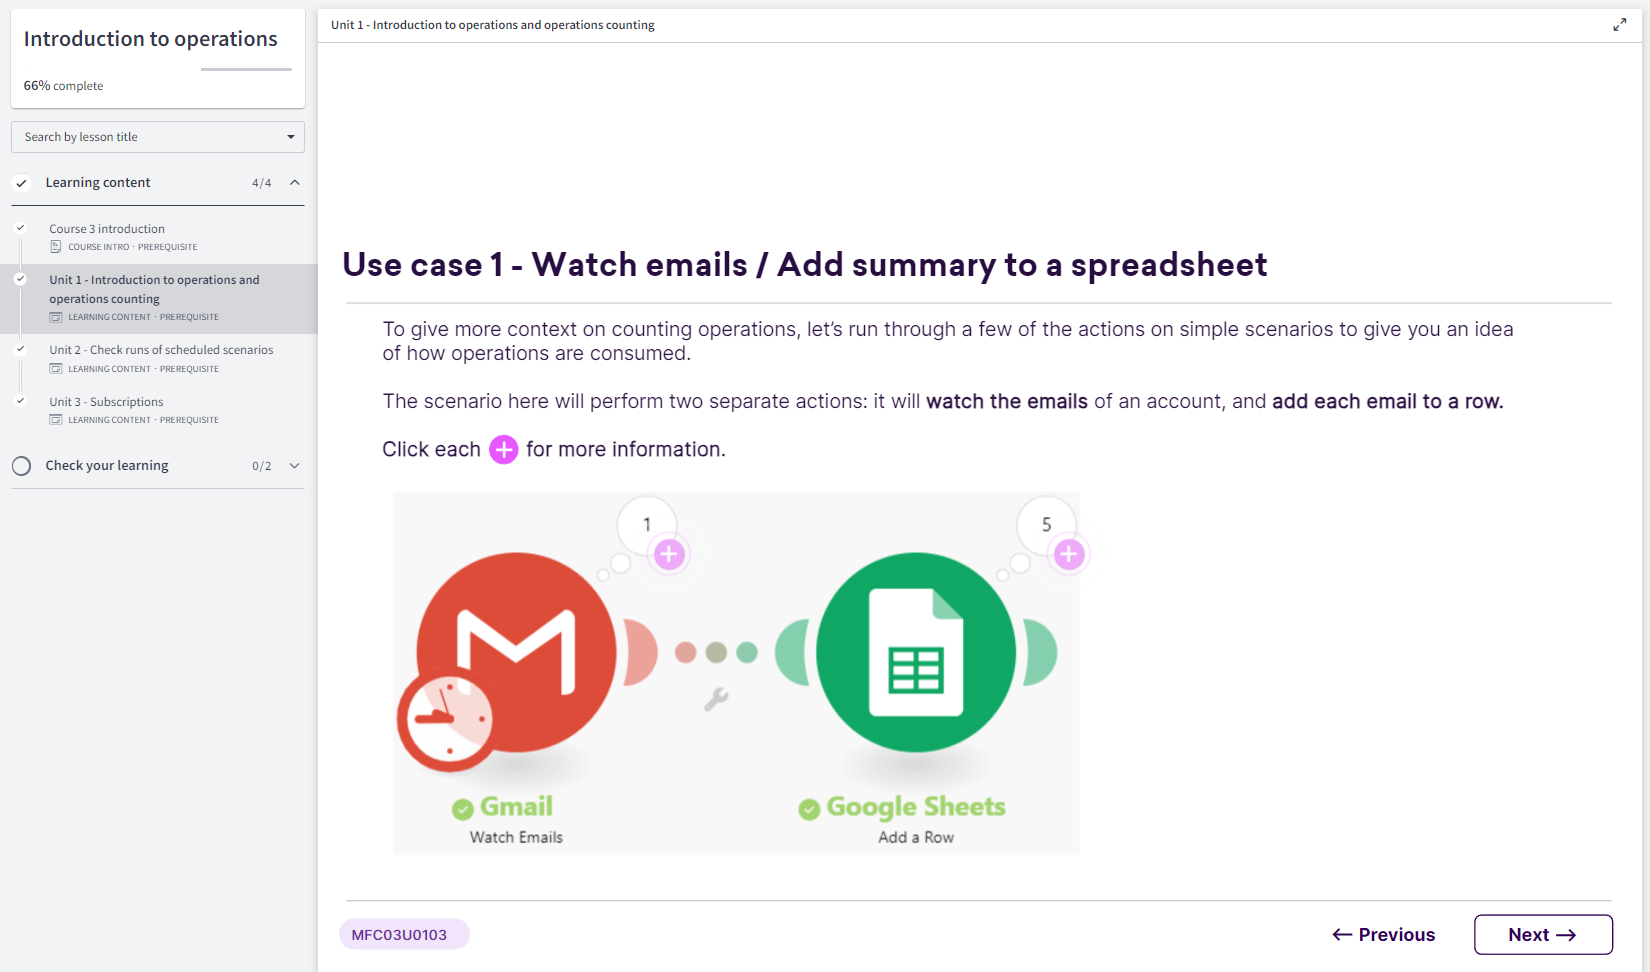 Introduction to operations
66% complete
Search by lesson title
Learning content 4/4
Course 3 introduction
COURSE INTRO · PREREQUISITE
Unit 1 - Introduction to operations and
operations counting
LEARNING CONTENT · PREREQUISITE
Unit 2 - Check runs of scheduled scenarios
LEARNING CONTENT · PREREQUISITE
Unit 3 - Subscriptions
LEARNING CONTENT · PREREQUISITE
Check your learning 0/2
Unit 1 - Introduction to operations and operations counting
Use case 1 - Watch emails / Add summary to a spreadsheet
To give more context on counting operations, let’s run through a few of the actions on simple scenarios to give you an idea
of how operations are consumed.
The scenario here will perform two separate actions: it will watch the emails of an account, and add each email to a row.
Click each + for more information.
1
5
Gmail
Watch Emails
Google Sheets
Add a Row
MFC03U0103
← Previous
Next →